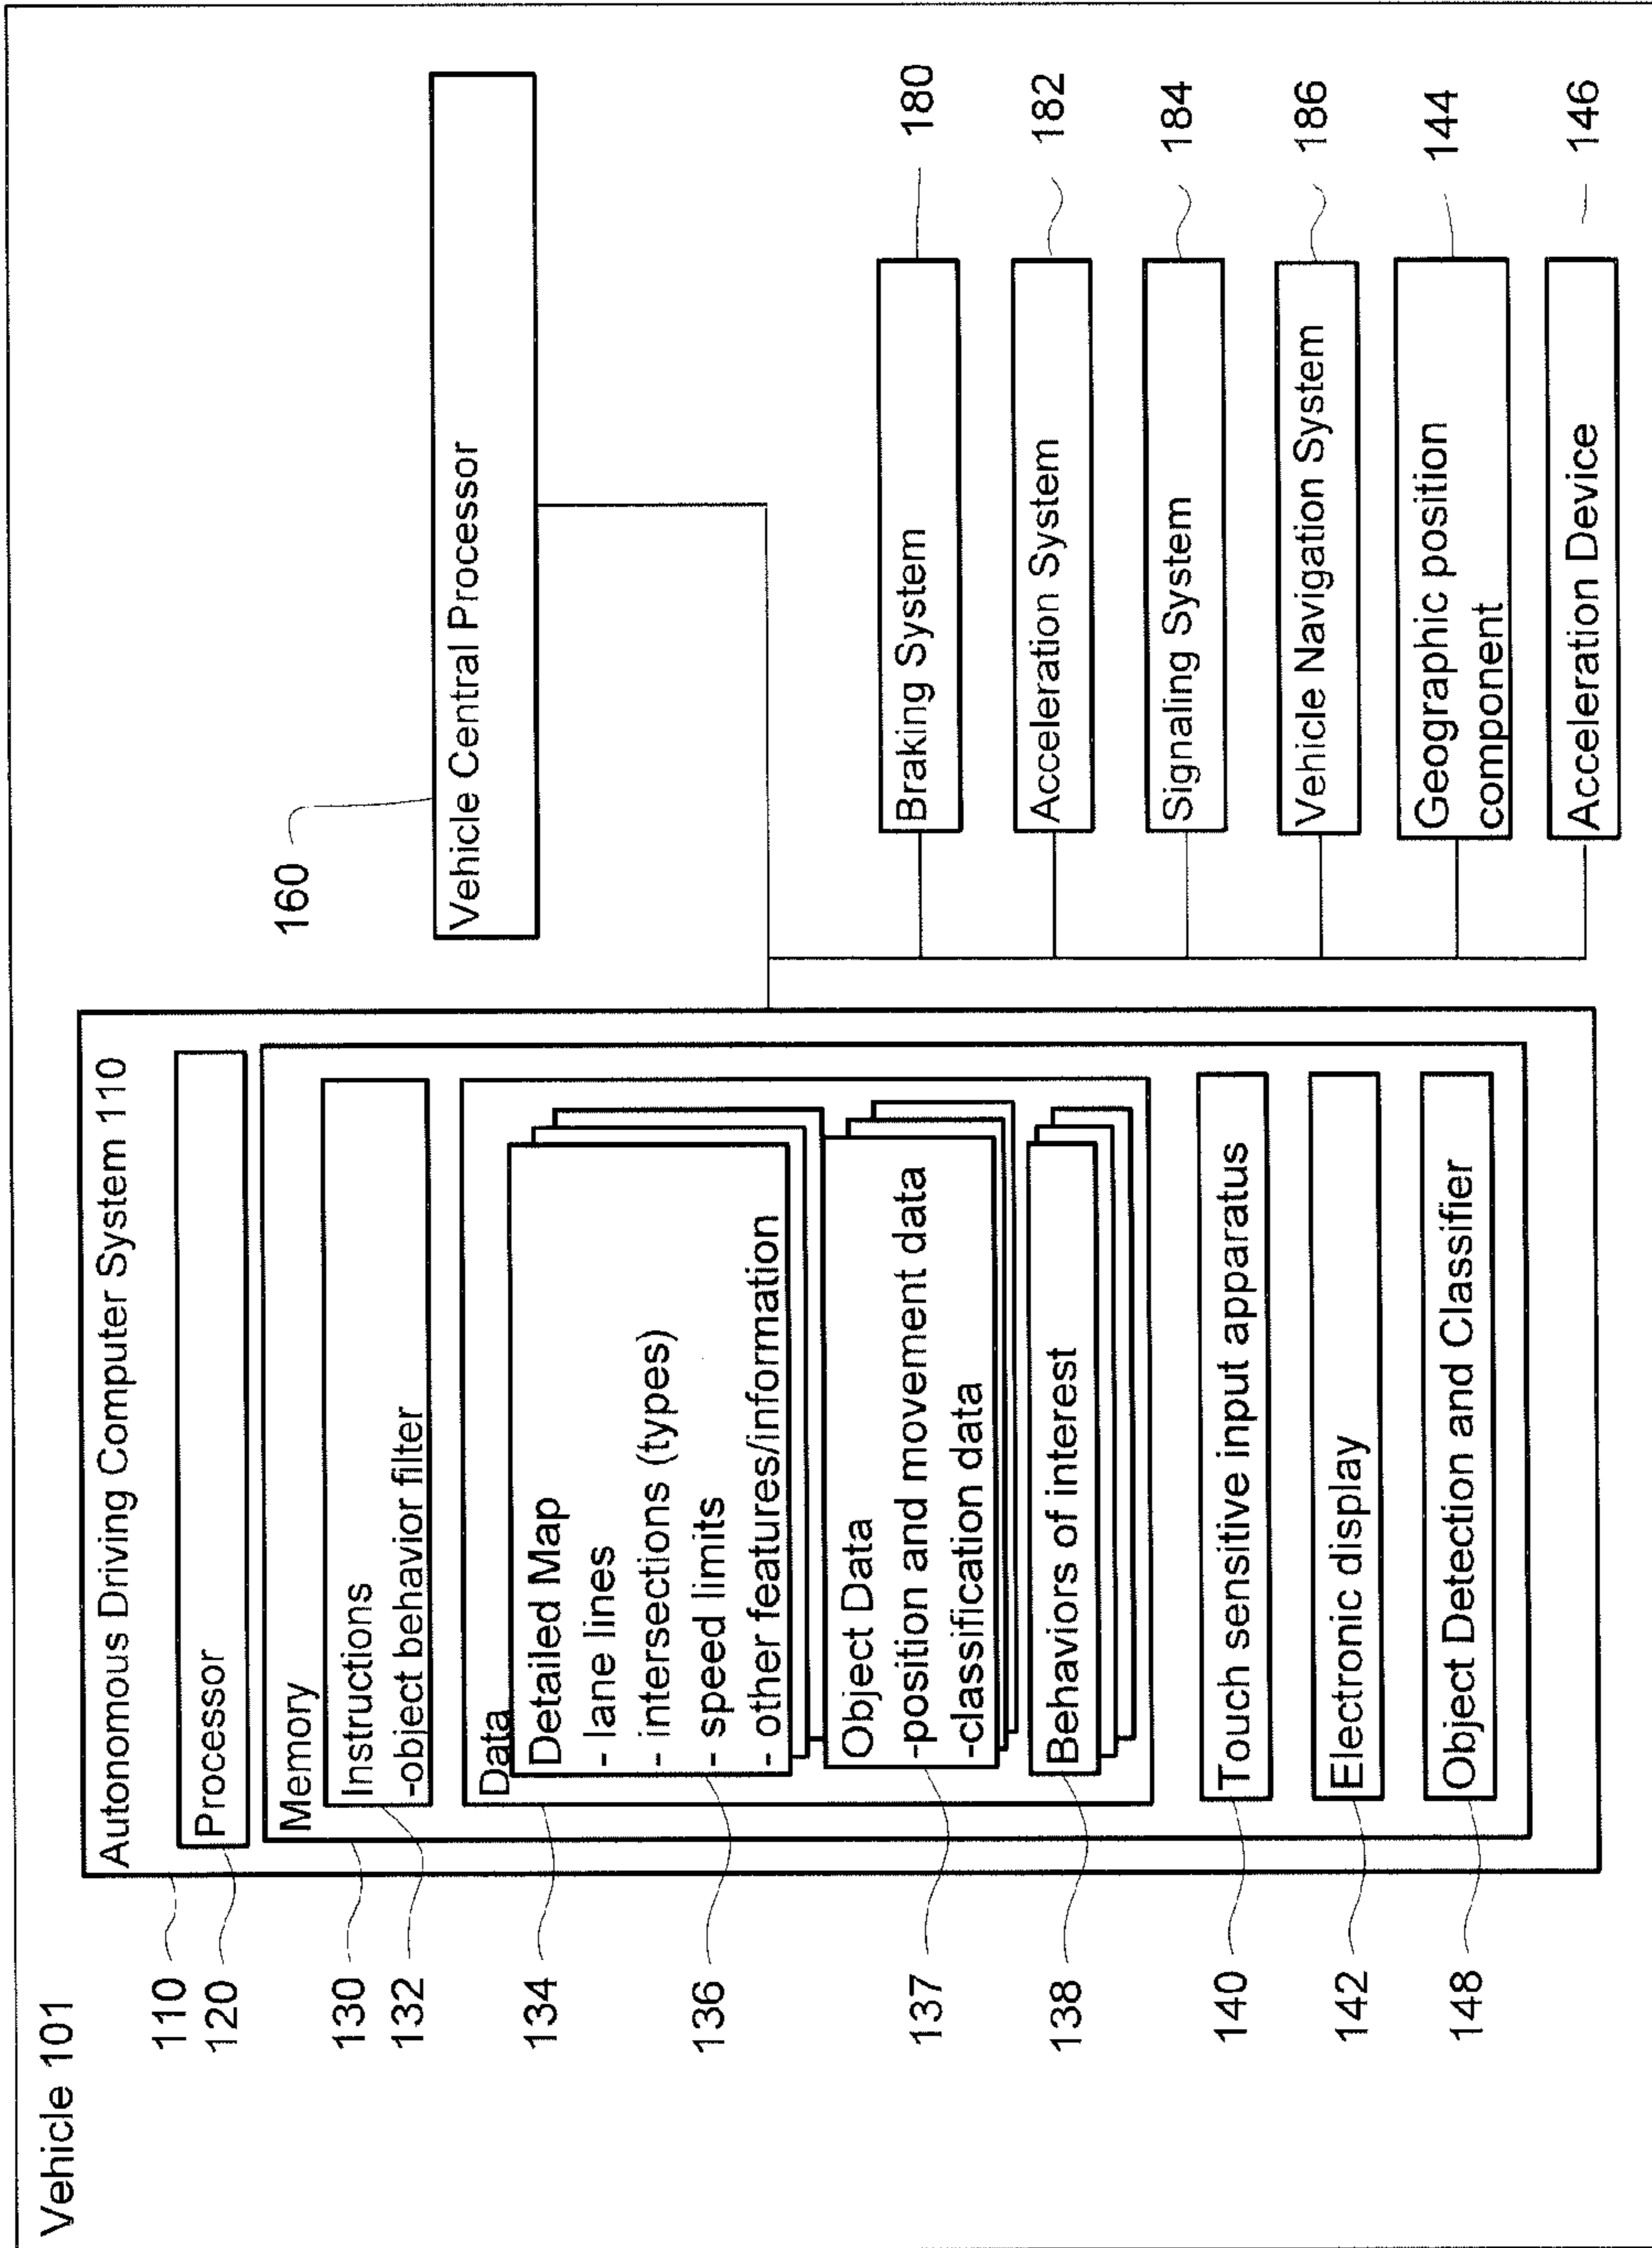 Vehicle 101
Autonomous Driving Computer System 110
110
Processor
120
Memory
130
Instructions
-object behavior filter
132
Data
134
Detailed Map
- lane lines
- intersections (types)
- speed limits
- other features/information
136
Object Data
-position and movement data
-classification data
137
Behaviors of interest
138
Touch sensitive input apparatus
140
Electronic display
142
Object Detection and Classifier
148
160
Vehicle Central Processor
Braking System
180
Acceleration System
182
Signaling System
184
Vehicle Navigation System
186
Geographic position
component
144
Acceleration Device
146